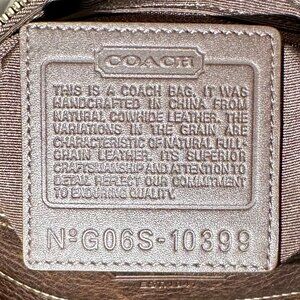 COACH
THIS IS A COACH BAG. IT WAS
HANDCRAFTED IN CHINA FROM
NATURAL COWHIDE LEATHER. THE
VARIATIONS IN THE GRAIN ARE
CHARACTERISTIC OF NATURAL FULL-
GRAIN LEATHER. ITS SUPERIOR
CRAFTSMANSHIP AND ATTENTION TO
DETAIL REFLECT OUR COMMITMENT
TO ENDURING QUALITY.
Nº G06S-10399